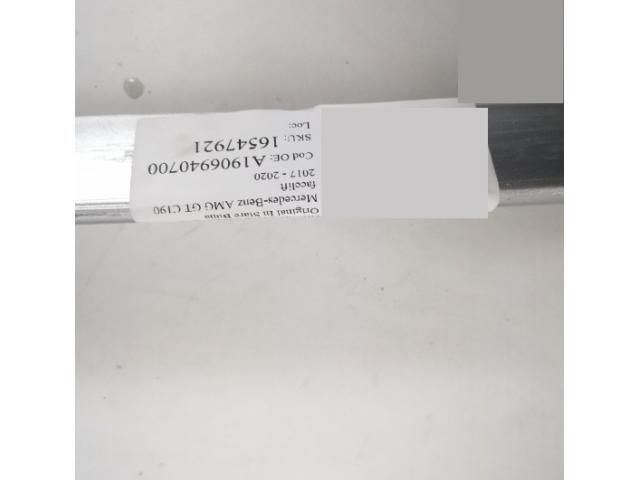 Original In Stare Buna
Mercedes-Benz AMG GT C190
facelift
2017 - 2020
Cod OE: A1906940700
SKU: 16547921
Loc: